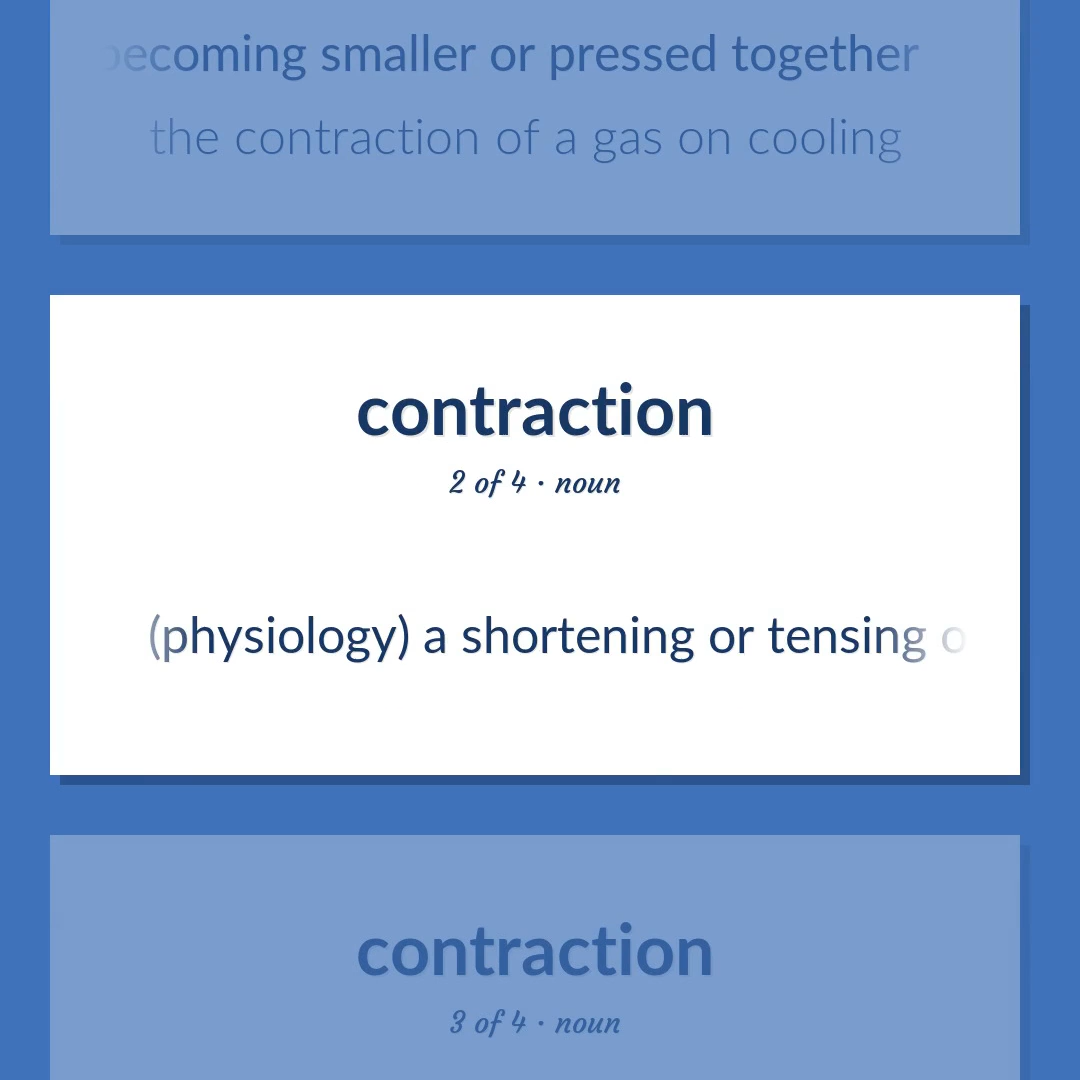 becoming smaller or pressed together
the contraction of a gas on cooling
contraction
2 of 4 · noun
(physiology) a shortening or tensing o
contraction
3 of 4 · noun